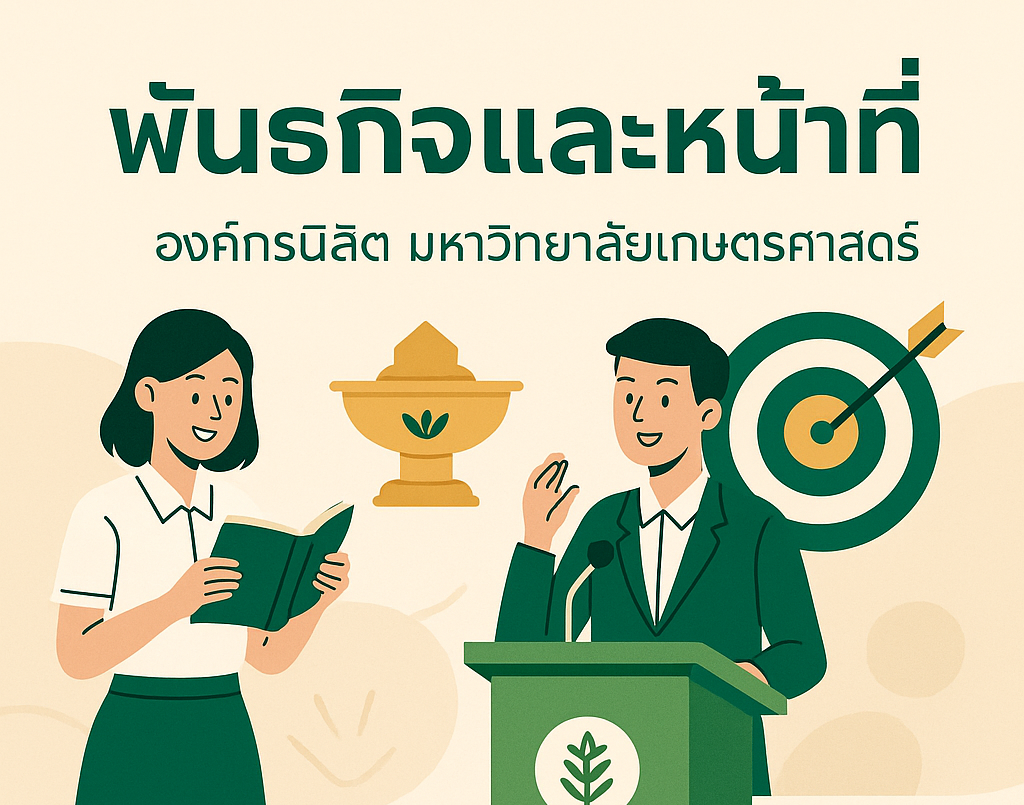 พันธกิจและหน้าที่
องค์กรนิสิต มหาวิทยาลัยเกษตรศาสดร์